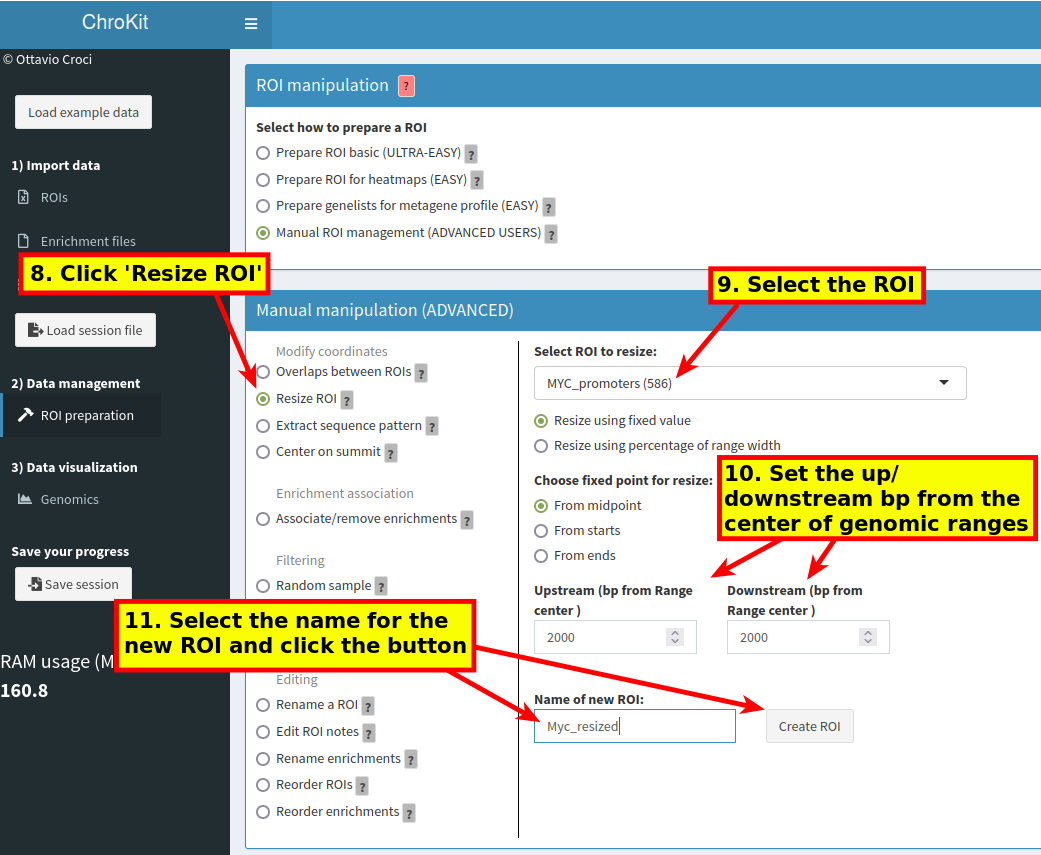 ChroKit
© Ottavio Croci
Load example data
1) Import data
ROIs
Enrichment files
8. Click 'Resize ROI'
Load session file
2) Data management
ROI preparation
3) Data visualization
Genomics
Save your progress
Save session
RAM usage (M
160.8
ROI manipulation ?
Select how to prepare a ROI
Prepare ROI basic (ULTRA-EASY) ?
Prepare ROI for heatmaps (EASY) ?
Prepare genelists for metagene profile (EASY) ?
Manual ROI management (ADVANCED USERS) ?
9. Select the ROI
Manual manipulation (ADVANCED)
Modify coordinates
Overlaps between ROIs ?
Resize ROI ?
Extract sequence pattern ?
Center on summit ?
Enrichment association
Associate/remove enrichments ?
Filtering
Random sample ?
11. Select the name for the
new ROI and click the button
Editing
Rename a ROI ?
Edit ROI notes ?
Rename enrichments ?
Reorder ROIs ?
Reorder enrichments ?
Select ROI to resize:
MYC_promoters (586)
Resize using fixed value
Resize using percentage of range width
10. Set the up/
downstream bp from the
center of genomic ranges
Choose fixed point for resize:
From midpoint
From starts
From ends
Upstream (bp from Range
center )
2000
Downstream (bp from
Range center )
2000
Name of new ROI:
Myc_resized
Create ROI